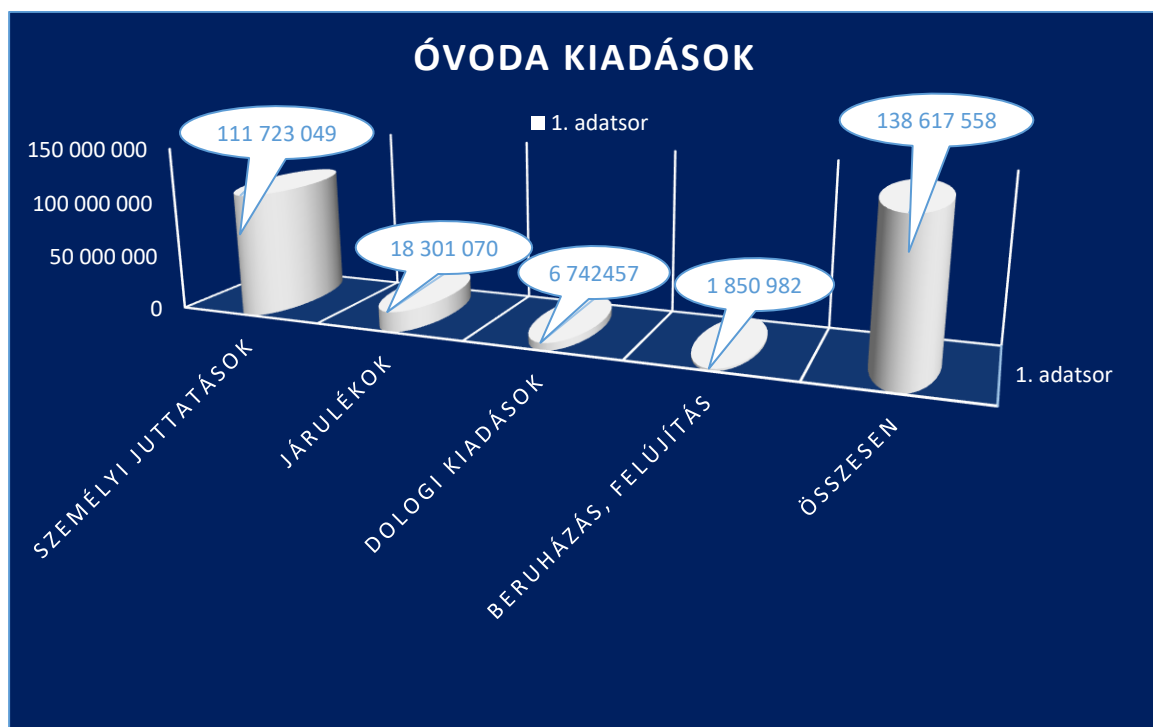 ÓVODA KIADÁSOK
1. adatsor
111 723 049
18 301 070
6 742457
1 850 982
138 617 558
150 000 000
100 000 000
50 000 000
0
SZEMÉLYI JUTTATÁSOK
JÁRULÉKOK
DOLOGI KIADÁSOK
BERUHÁZÁS, FELÚJÍTÁS
ÖSSZESEN
1. adatsor